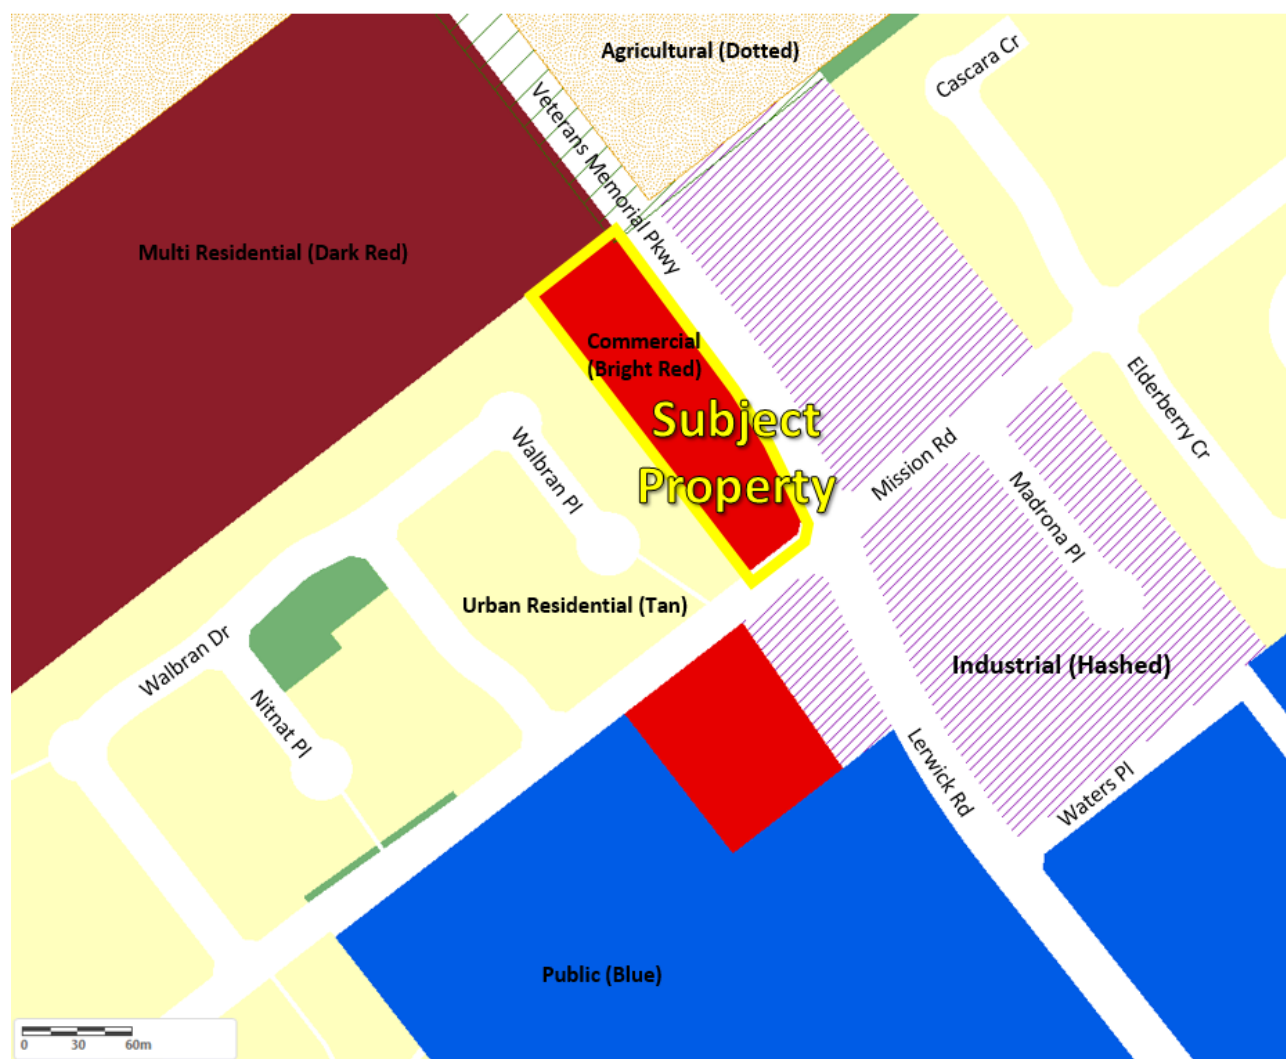 Agricultural (Dotted)
Cascara Cr
Veterans Memorial Pkwy
Multi Residential (Dark Red)
Commercial
(Bright Red)
Subject
Property
Elderberry Cr
Walbran Pl
Mission Rd
Madrona Pl
Urban Residential (Tan)
Walbran Dr
Industrial (Hashed)
Nitnat Pl
Lerwick Rd
Waters Pl
Public (Blue)
0 30 60m